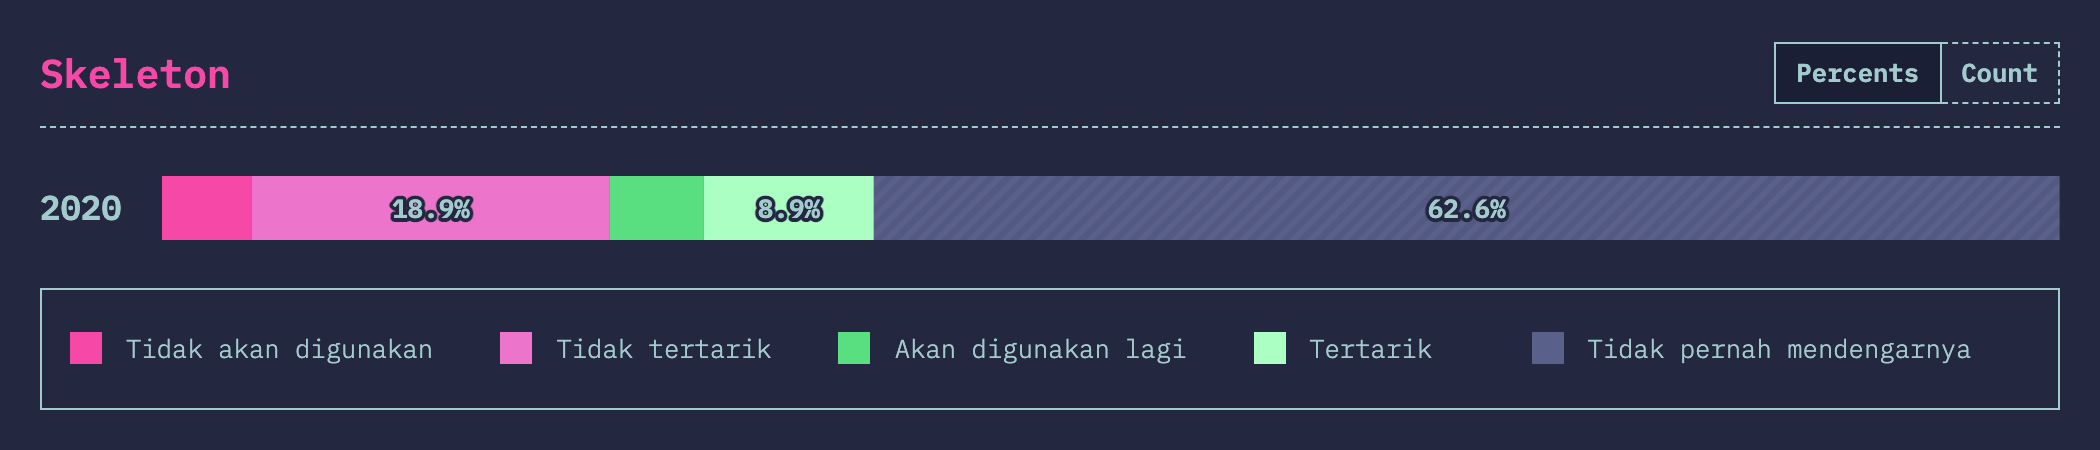 Skeleton
Percents Count
2020 18.9% 8.9% 62.6%
Tidak akan digunakan Tidak tertarik Akan digunakan lagi Tertarik Tidak pernah mendengarnya